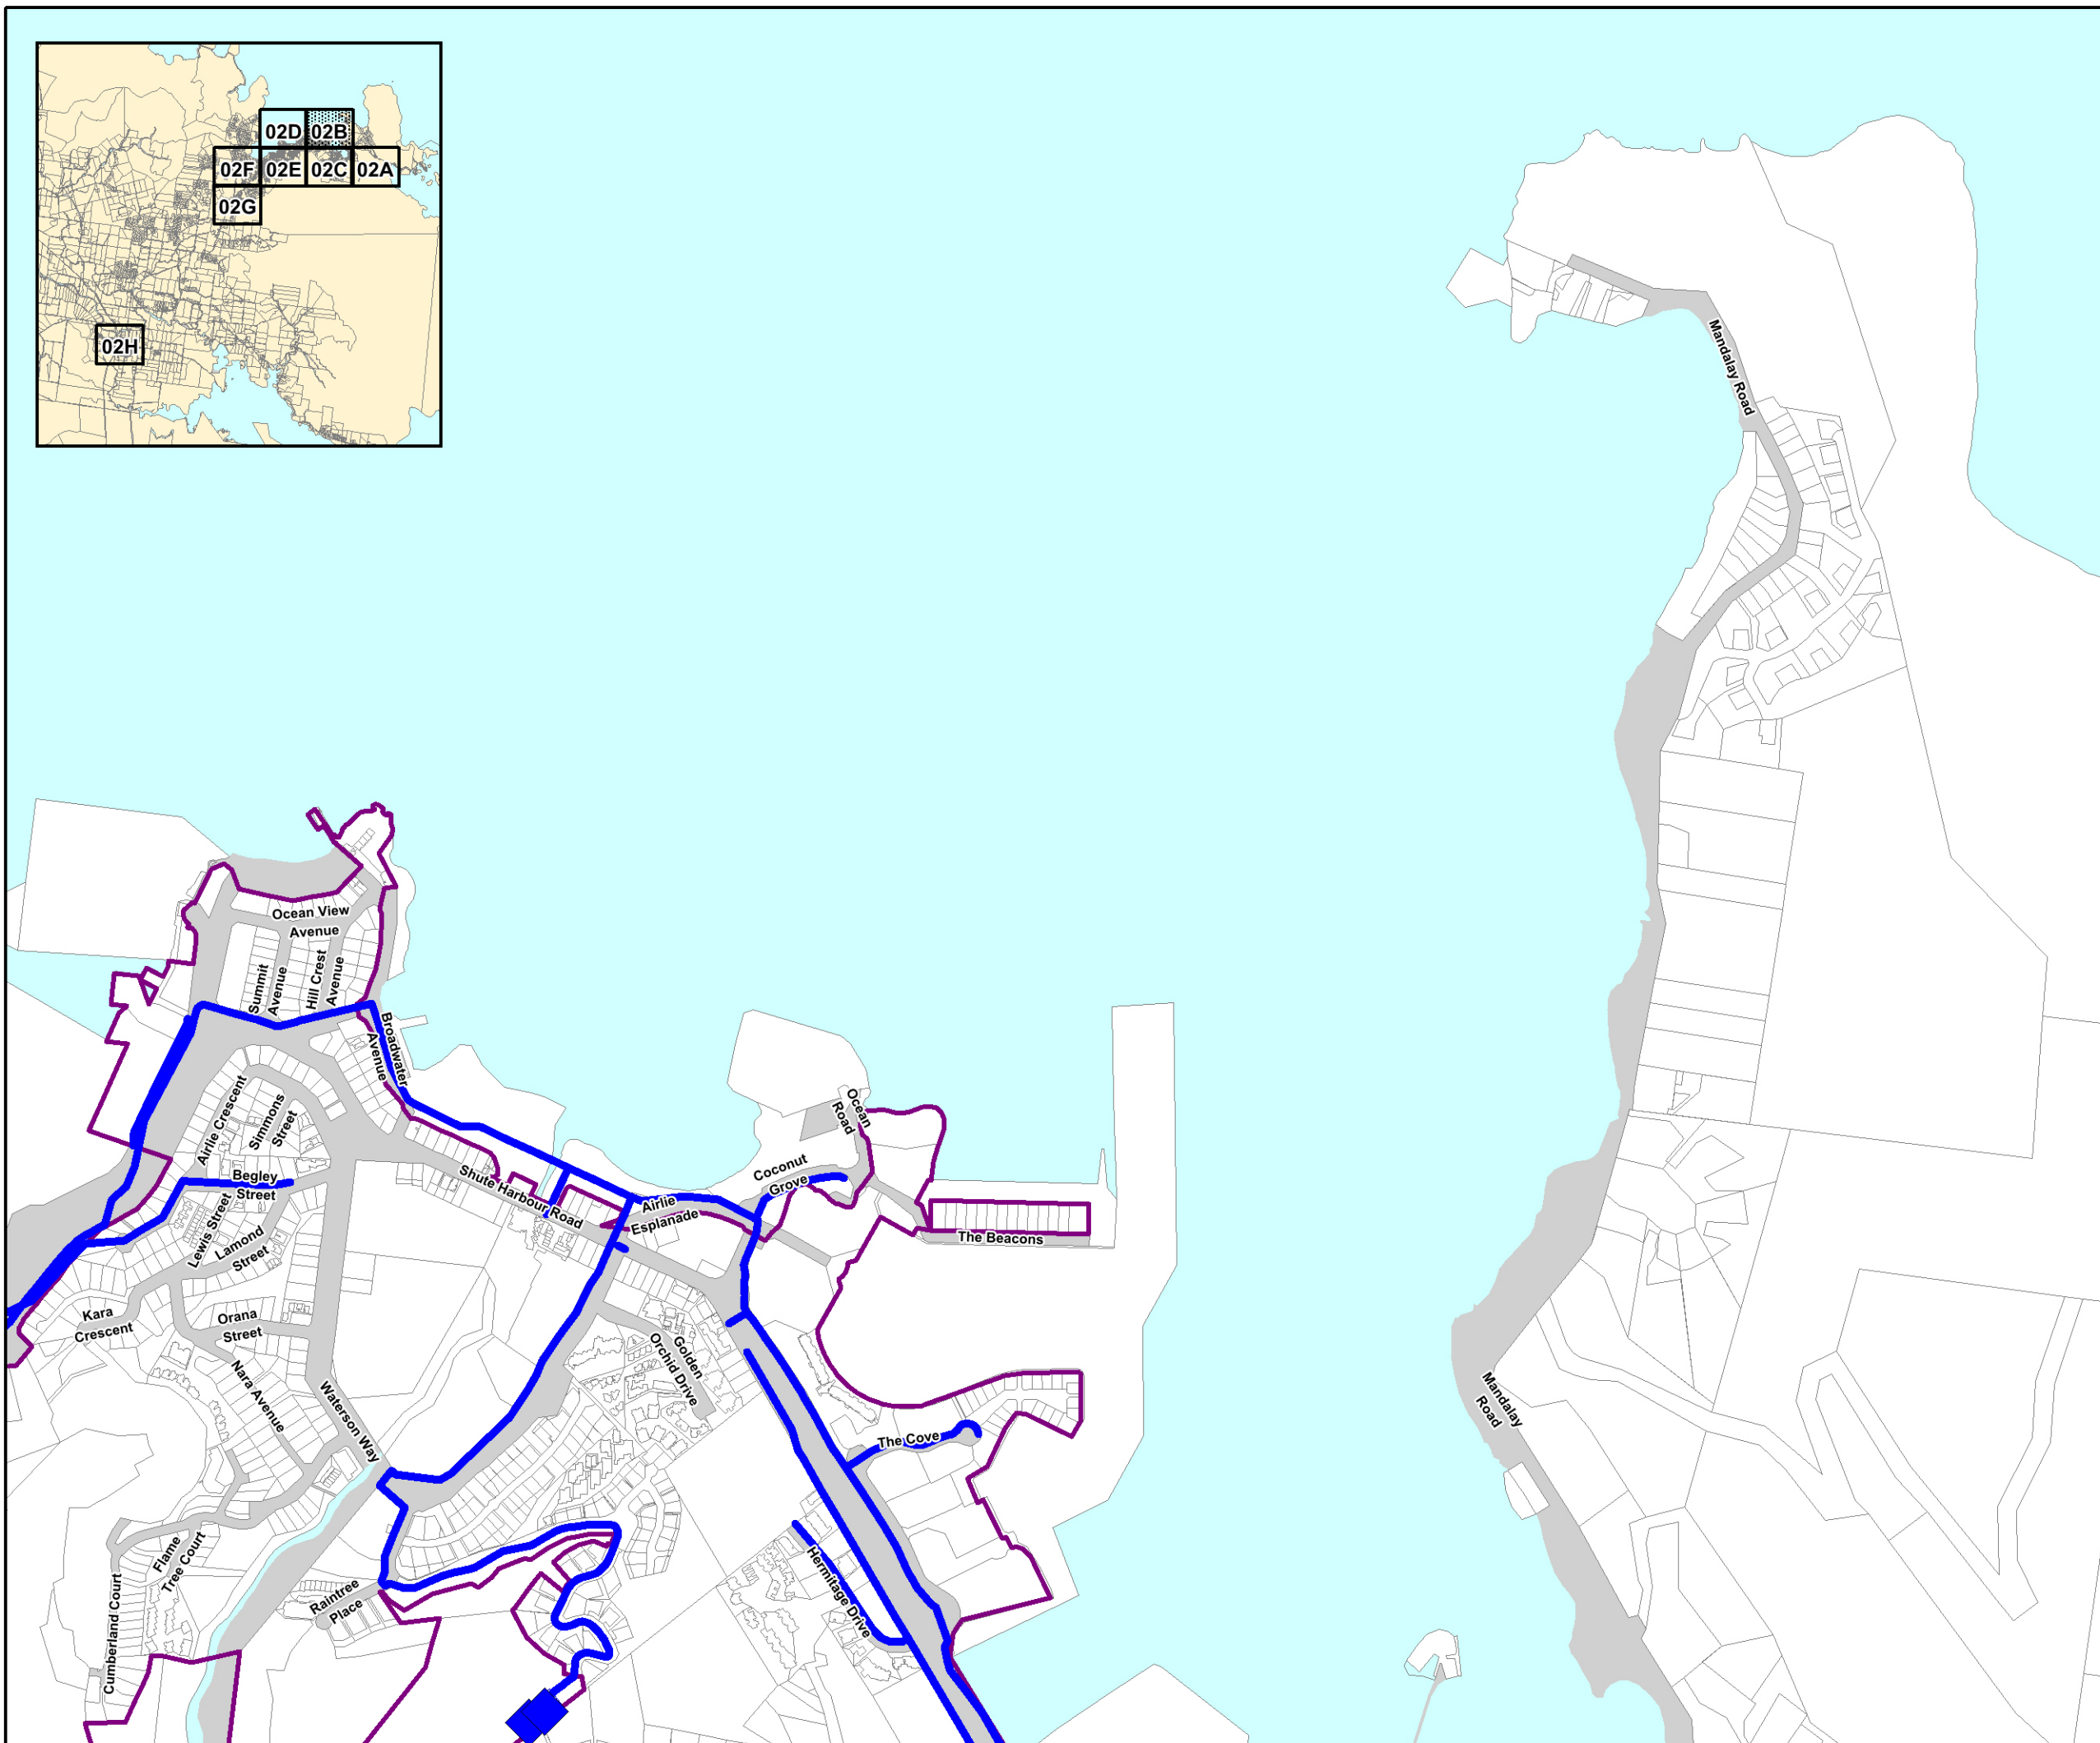 02D 02B
02F 02E 02C 02A
02G
02H
Mandalay Road
Ocean View
Avenue
Summit
Avenue
Hill Crest
Avenue
Broadwater
Avenue
Airlie Crescent
Simmons
Street
Begley
Street
Lewis Street
Lamond
Street
Shute Harbour Road
Airlie
Esplanade
Coconut
Grove
Ocean
Road
The Beacons
Kara
Crescent
Orana
Street
Nara Avenue
Waterson Way
Golden
Orchid Drive
The Cove
Mandalay
Road
Hermitage Drive
Flame
Tree Court
Cumberland Court
Raintree
Place